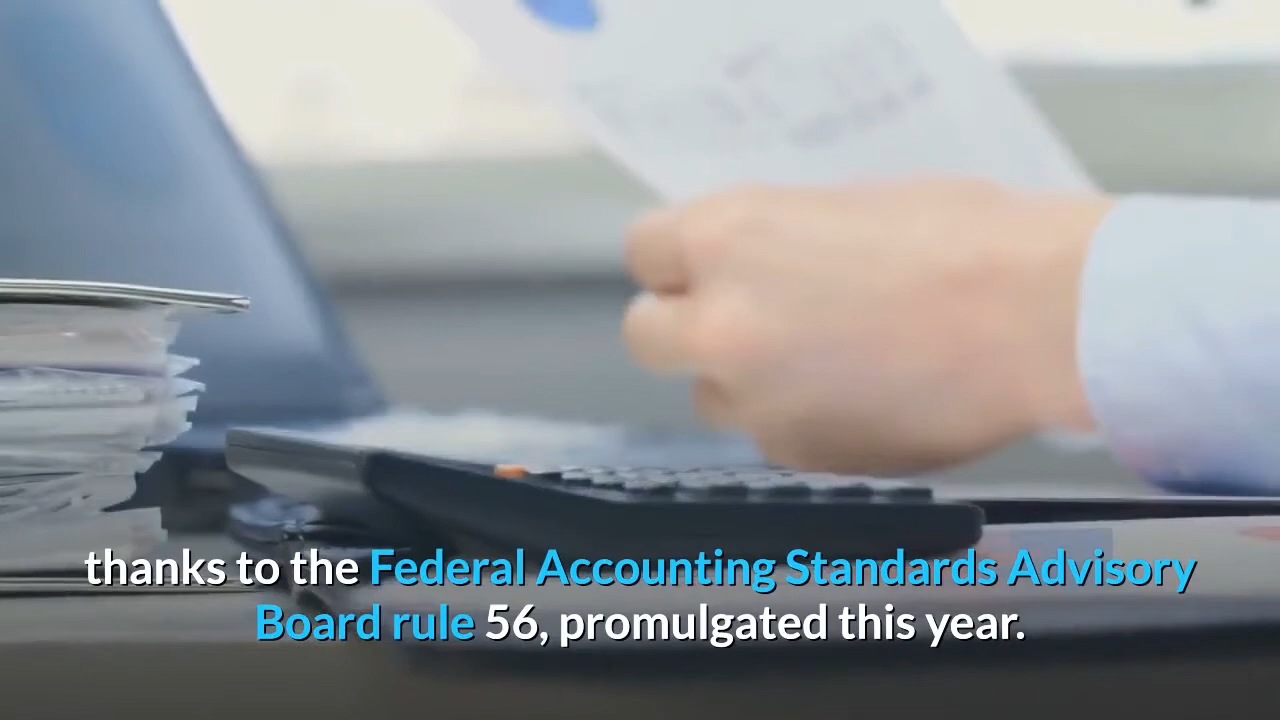 thanks to the Federal Accounting Standards Advisory
Board rule 56, promulgated this year.